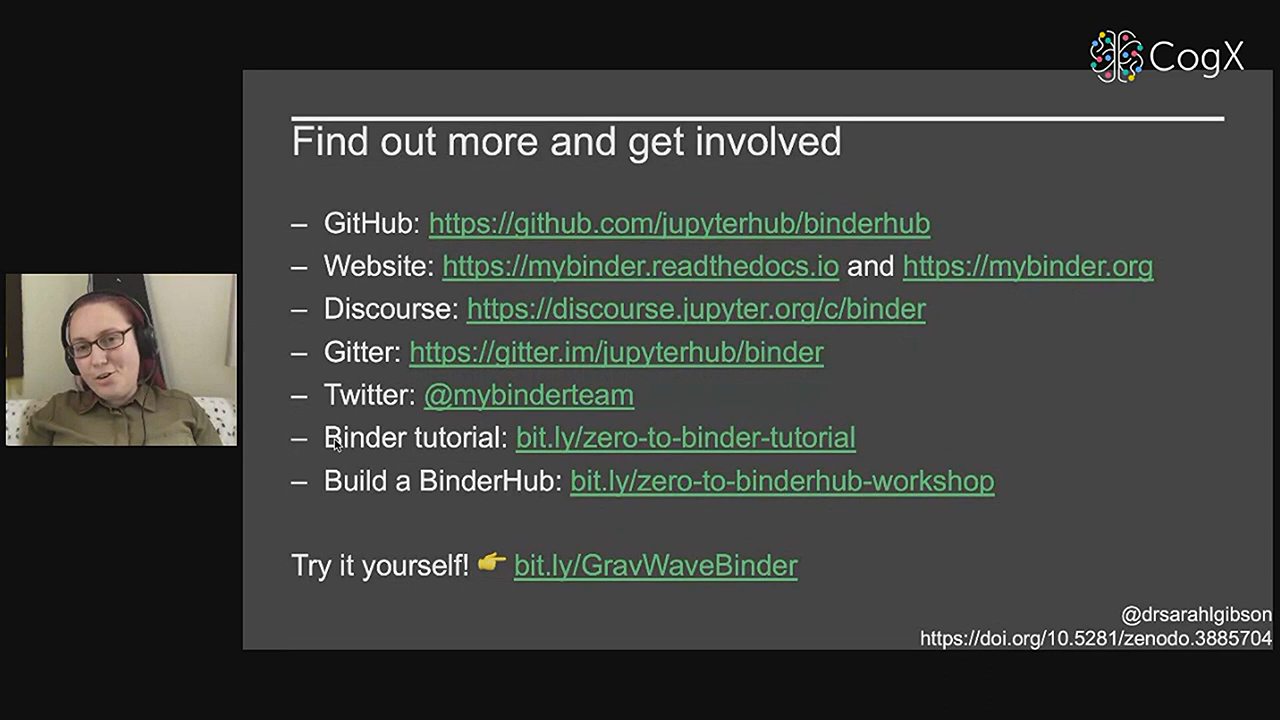 CogX
Find out more and get involved
– GitHub: https://github.com/jupyterhub/binderhub
– Website: https://mybinder.readthedocs.io and https://mybinder.org
– Discourse: https://discourse.jupyter.org/c/binder
– Gitter: https://gitter.im/jupyterhub/binder
– Twitter: @mybinderteam
– Binder tutorial: bit.ly/zero-to-binder-tutorial
– Build a BinderHub: bit.ly/zero-to-binderhub-workshop
Try it yourself! 👉 bit.ly/GravWaveBinder
@drsarahlgibson
https://doi.org/10.5281/zenodo.3885704